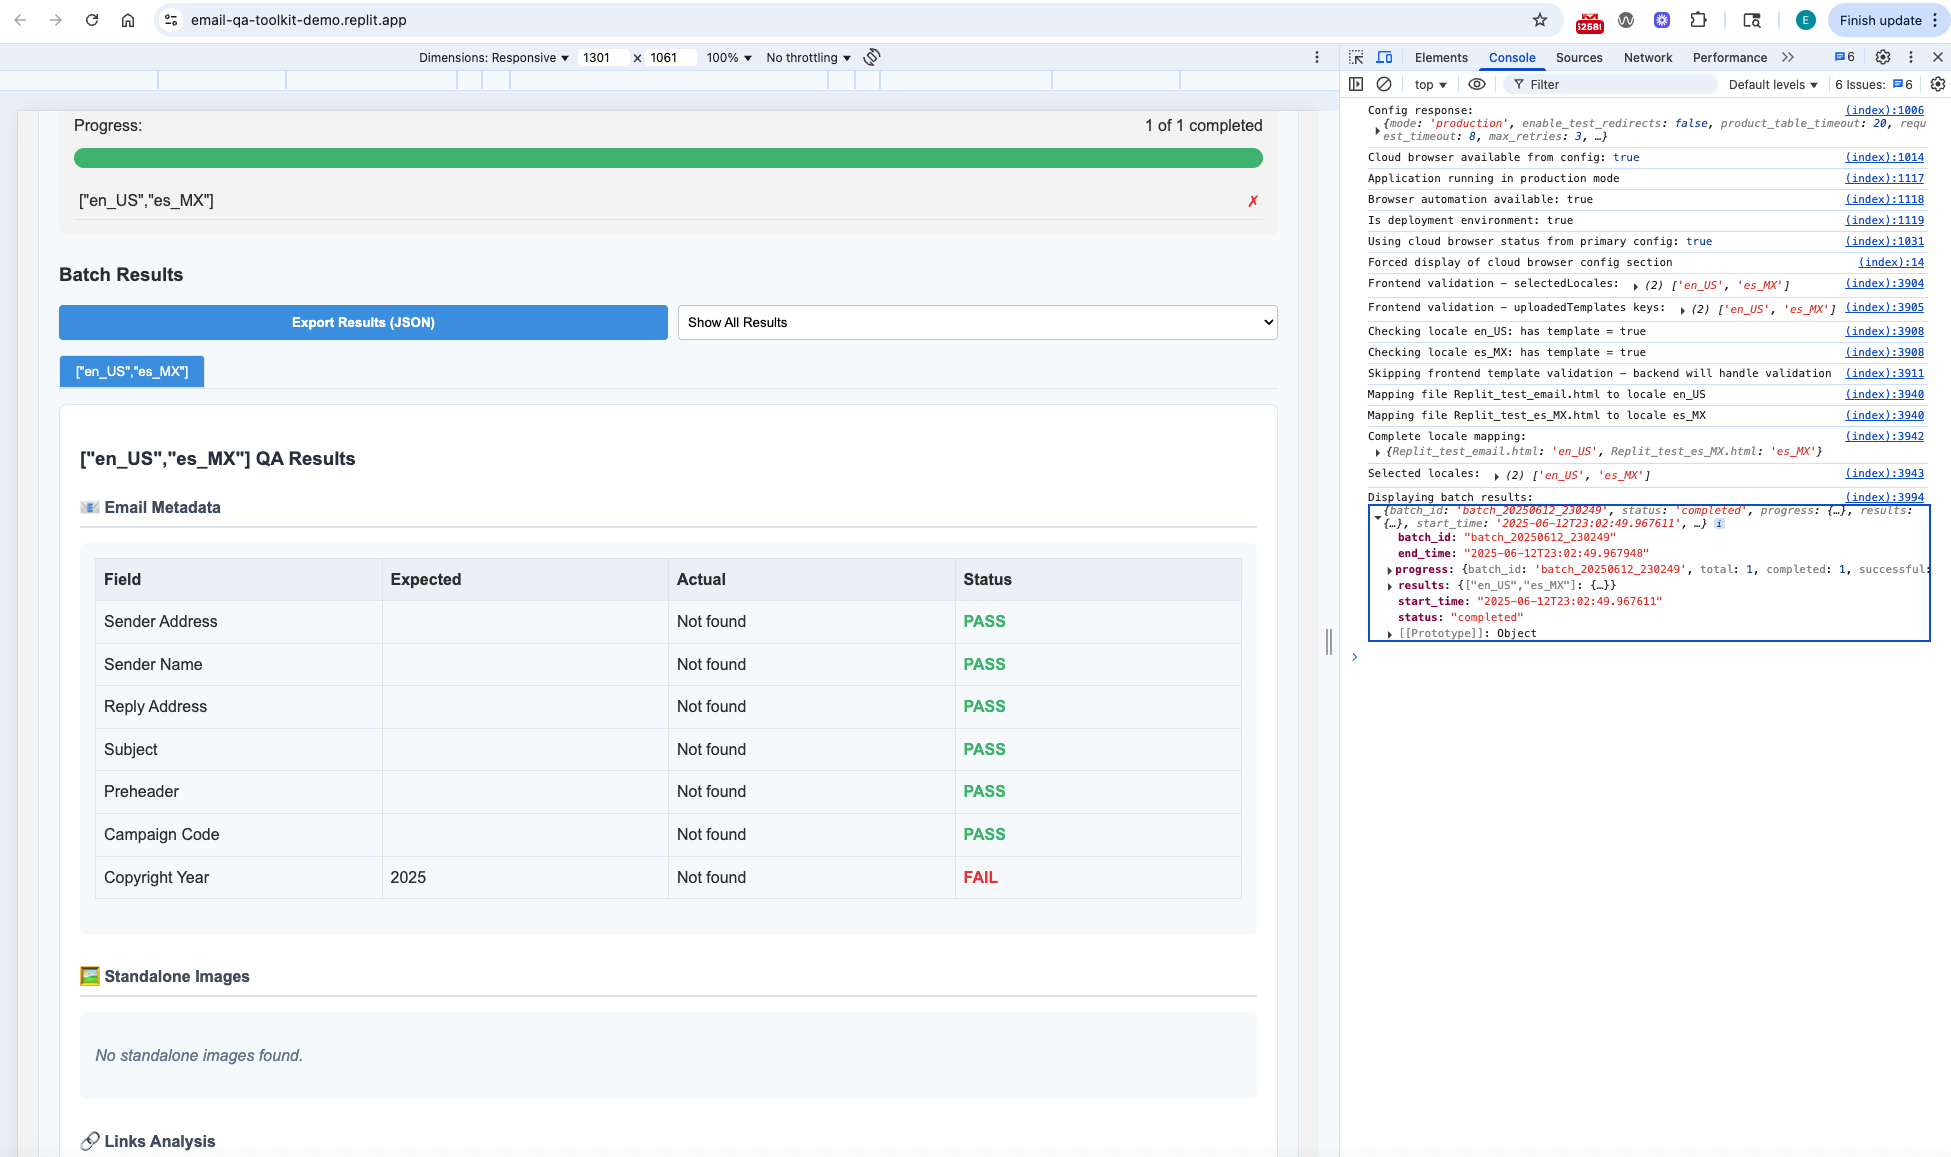 email-qa-toolkit-demo.replit.app
E
Finish update
Dimensions: Responsive ▼ 1301 x 1061 100% ▼ No throttling ▼
Elements Console Sources Network Performance 6
top ▼ Filter Default levels ▼ 6 Issues: 6
Progress:
1 of 1 completed
["en_US","es_MX"] ✗
Batch Results
Export Results (JSON)
Show All Results
["en_US","es_MX"]
["en_US","es_MX"] QA Results
Email Metadata
Field Expected Actual Status
Sender Address Not found PASS
Sender Name Not found PASS
Reply Address Not found PASS
Subject Not found PASS
Preheader Not found PASS
Campaign Code Not found PASS
Copyright Year 2025 Not found FAIL
Standalone Images
No standalone images found.
Links Analysis
Config response: (index):1006
{mode: 'production', enable_test_redirects: false, product_table_timeout: 20, requ
est_timeout: 8, max_retries: 3, …}
Cloud browser available from config: true (index):1014
Application running in production mode (index):1117
Browser automation available: true (index):1118
Is deployment environment: true (index):1119
Using cloud browser status from primary config: true (index):1031
Forced display of cloud browser config section (index):14
Frontend validation - selectedLocales: (2) ['en_US', 'es_MX'] (index):3904
Frontend validation - uploadedTemplates keys: (2) ['en_US', 'es_MX'] (index):3905
Checking locale en_US: has template = true (index):3908
Checking locale es_MX: has template = true (index):3908
Skipping frontend template validation - backend will handle validation (index):3911
Mapping file Replit_test_email.html to locale en_US (index):3940
Mapping file Replit_test_es_MX.html to locale es_MX (index):3940
Complete locale mapping: (index):3942
{Replit_test_email.html: 'en_US', Replit_test_es_MX.html: 'es_MX'}
Selected locales: (2) ['en_US', 'es_MX'] (index):3943
Displaying batch results: (index):3994
{batch_id: 'batch_20250612_230249', status: 'completed', progress: {…}, results:
{…}, start_time: '2025-06-12T23:02:49.967611', …} i
batch_id: "batch_20250612_230249"
end_time: "2025-06-12T23:02:49.967948"
progress: {batch_id: 'batch_20250612_230249', total: 1, completed: 1, successful:
results: {["en_US","es_MX"]: {…}}
start_time: "2025-06-12T23:02:49.967611"
status: "completed"
[[Prototype]]: Object